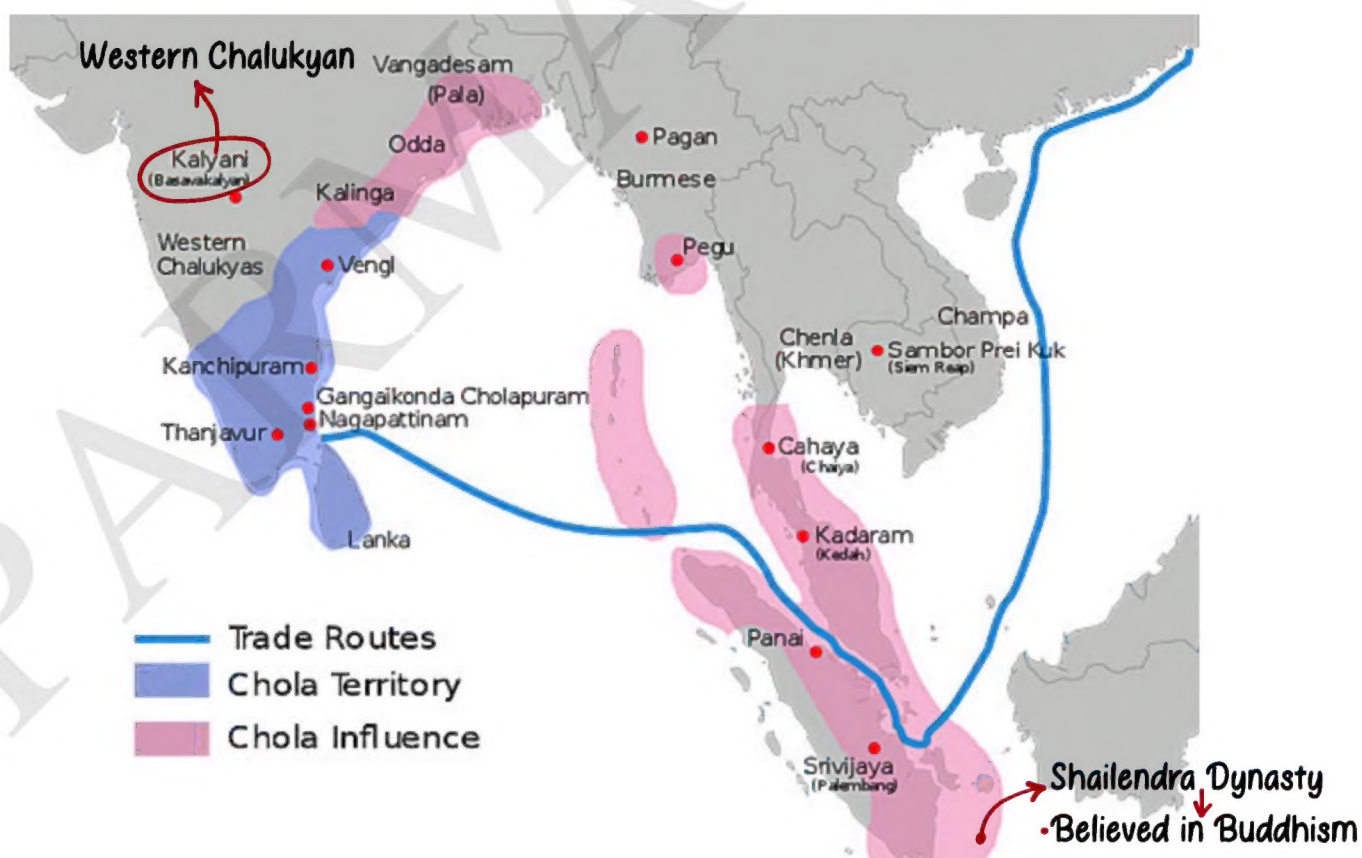 Western Chalukyan
Vangadesam
(Pala)
Odda
Pagan
Kalyani
(Basavakalyan)
Burmese
Kalinga
Western
Chalukyas
Pegu
Vengl
Champa
Chenla
(Khmer)
Sambor Prei Kuk
(Siem Reap)
Kanchipuram
Gangaikonda Cholapuram
Nagapattinam
Thanjavur
Cahaya
(Chaiya)
Lanka
Kadaram
(Kedah)
Trade Routes
Panai
Chola Territory
Chola Influence
Srivijaya
(Palembang)
Shailendra Dynasty
•Believed in Buddhism